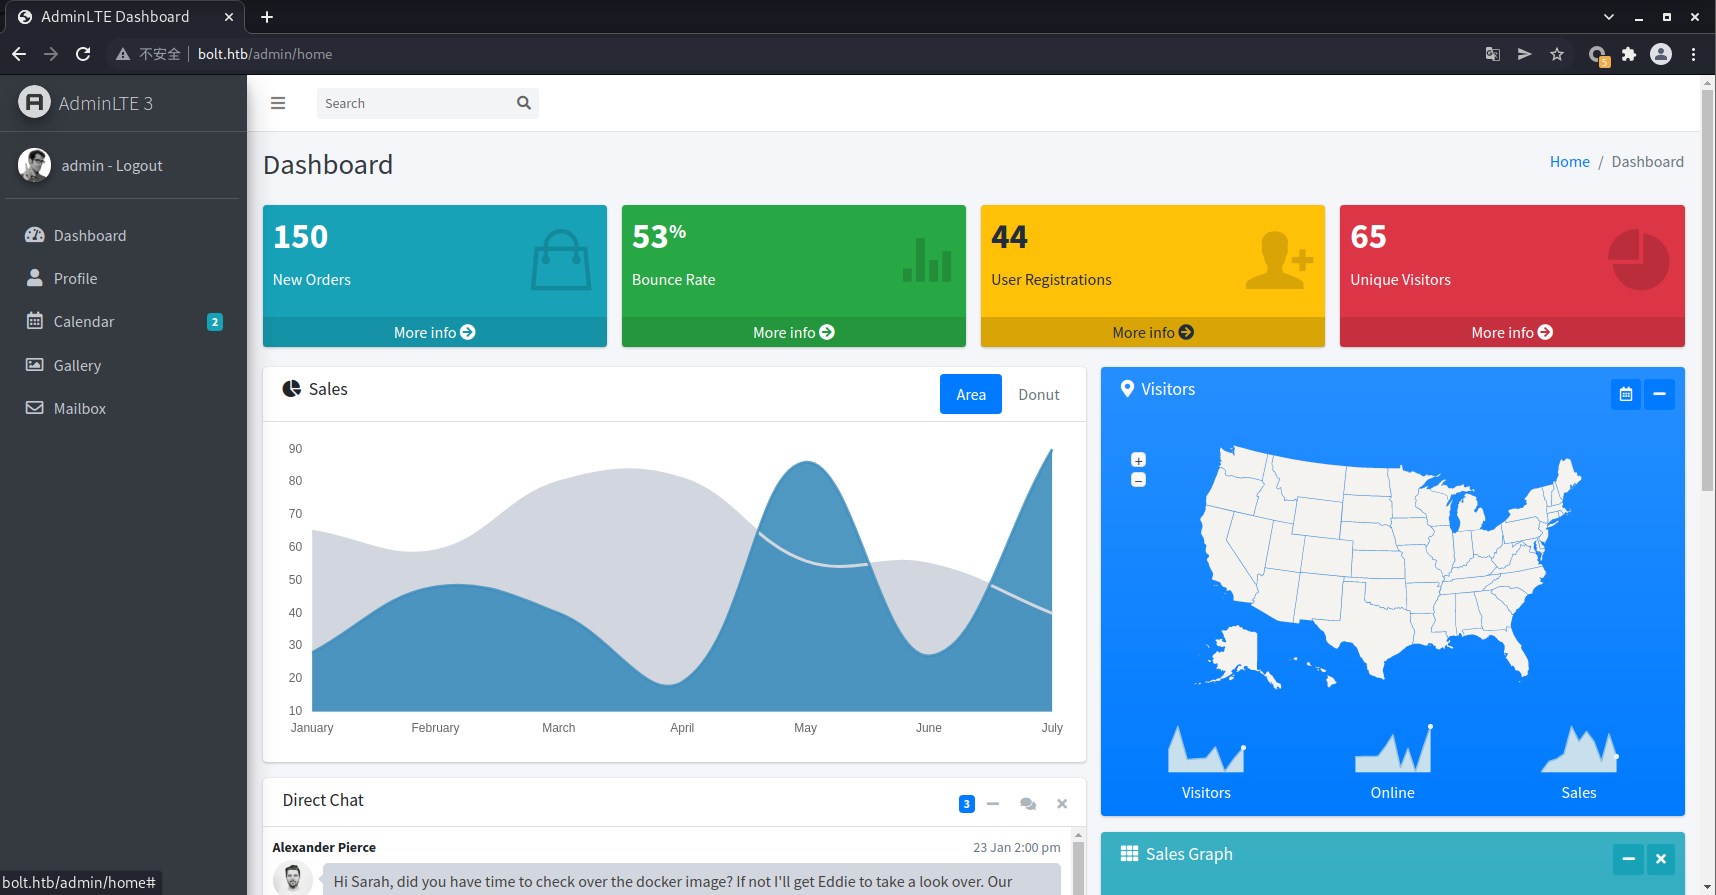 AdminLTE Dashboard
不安全 bolt.htb/admin/home
5
AdminLTE 3
Search
admin - Logout
Dashboard
Home / Dashboard
Dashboard
Profile
Calendar 2
Gallery
Mailbox
150
New Orders
More info
53%
Bounce Rate
More info
44
User Registrations
More info
65
Unique Visitors
More info
Sales
Area Donut
90
80
70
60
50
40
30
20
10
January February March April May June July
Visitors
+
−
Visitors Online Sales
Direct Chat
3
Alexander Pierce 23 Jan 2:00 pm
Hi Sarah, did you have time to check over the docker image? If not I'll get Eddie to take a look over. Our
Sales Graph
bolt.htb/admin/home#